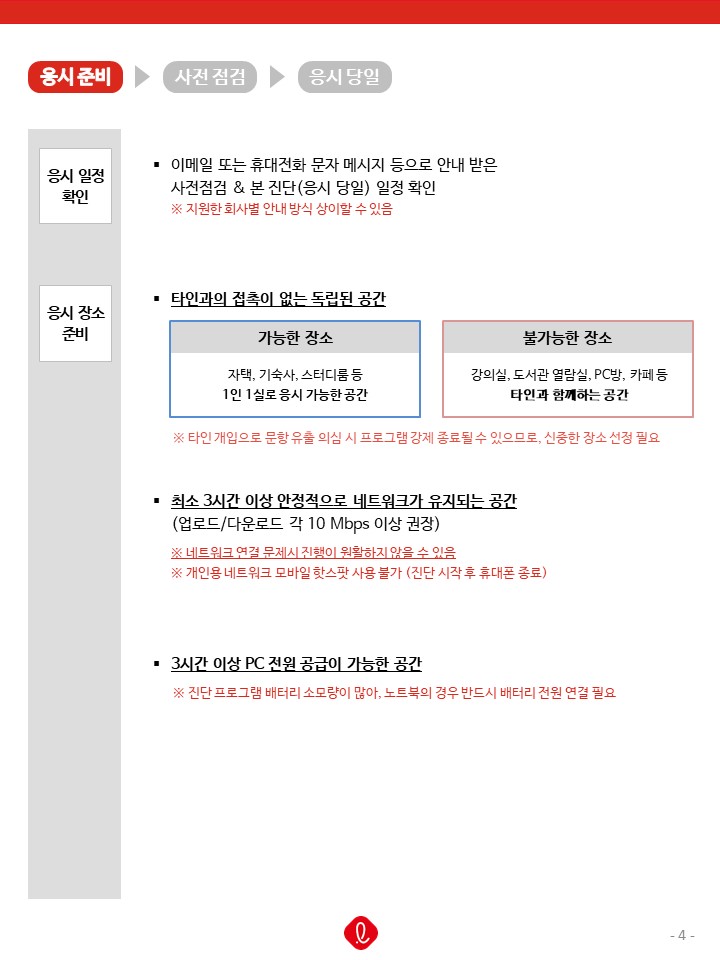 응시 준비
사전 점검
응시 당일
응시 일정
확인
▪ 이메일 또는 휴대전화 문자 메시지 등으로 안내 받은
사전점검 & 본 진단(응시 당일) 일정 확인
※ 지원한 회사별 안내 방식 상이할 수 있음
응시 장소
준비
▪ 타인과의 접촉이 없는 독립된 공간
가능한 장소
자택, 기숙사, 스터디룸 등
1인 1실로 응시 가능한 공간
불가능한 장소
강의실, 도서관 열람실, PC방, 카페 등
타인과 함께하는 공간
※ 타인 개입으로 문항 유출 의심 시 프로그램 강제 종료될 수 있으므로, 신중한 장소 선정 필요
▪ 최소 3시간 이상 안정적으로 네트워크가 유지되는 공간
(업로드/다운로드 각 10 Mbps 이상 권장)
※ 네트워크 연결 문제시 진행이 원활하지 않을 수 있음
※ 개인용 네트워크 모바일 핫스팟 사용 불가 (진단 시작 후 휴대폰 종료)
▪ 3시간 이상 PC 전원 공급이 가능한 공간
※ 진단 프로그램 배터리 소모량이 많아, 노트북의 경우 반드시 배터리 전원 연결 필요
- 4 -